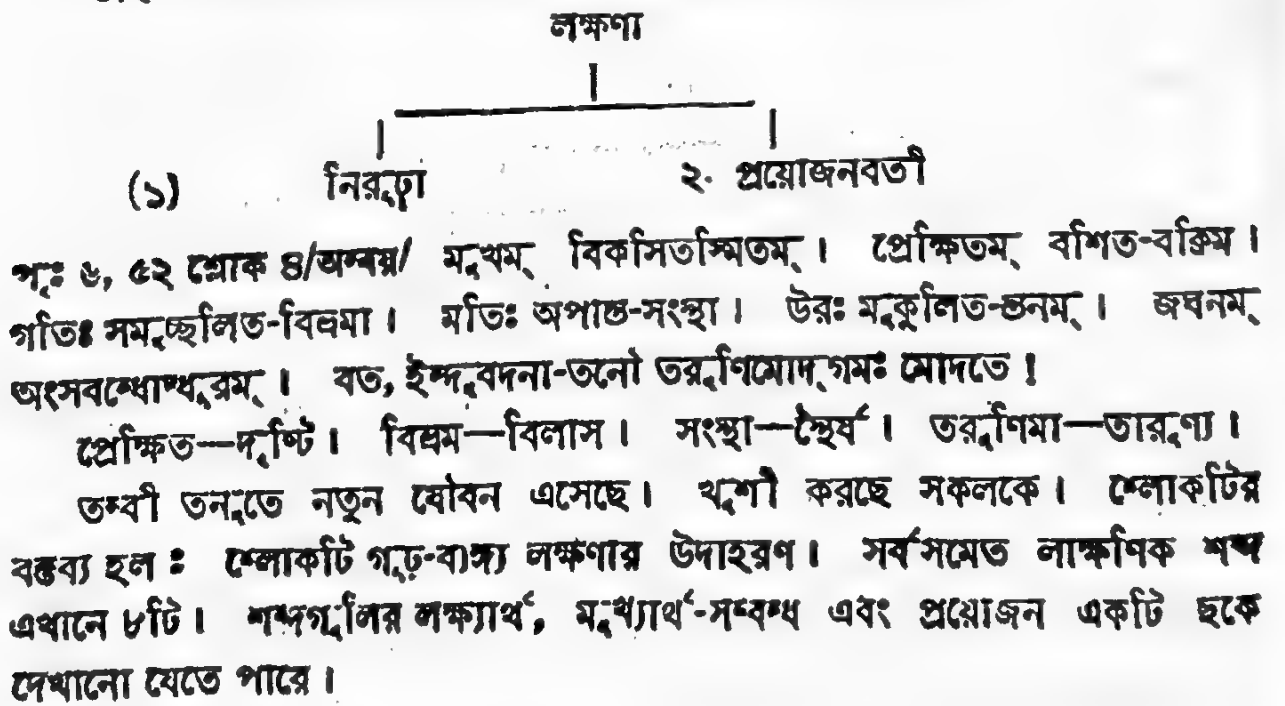 লক্ষণা
(১) নিরূঢ়া ২. প্রয়োজনবতী
পৃঃ ৬, ৫২ শ্লোক ৪/অন্বয়/ মুখম্ বিকসিতস্মিতম্। প্রেক্ষিতম্ বশিত-বক্রিম।
গতিঃ সমুচ্ছলিত-বিভ্রমা। মতিঃ অপাস্ত-সংস্থা। উরঃ মুকুলিত-স্তনম্। জঘনম্
অংসবন্ধোদ্ধুরম্। বত, ইন্দুবদনা-তনৌ তরুণিমোদ্গমঃ মোদতে!
প্রেক্ষিত—দৃষ্টি। বিভ্রম—বিলাস। সংস্থা—স্থৈর্য। তরুণিমা—তারুণ্য।
তন্বী তনুতে নতুন যৌবন এসেছে। খুশী করছে সকলকে। শ্লোকটির
বক্তব্য হল : শ্লোকটি গূঢ়-ব্যঙ্গ্য লক্ষণার উদাহরণ। সর্বসমেত লাক্ষণিক শব্দ
এখানে ৮টি। শব্দগুলির লক্ষ্যার্থ, মুখ্যার্থ-সম্বন্ধ এবং প্রয়োজন একটি ছকে
দেখানো যেতে পারে।